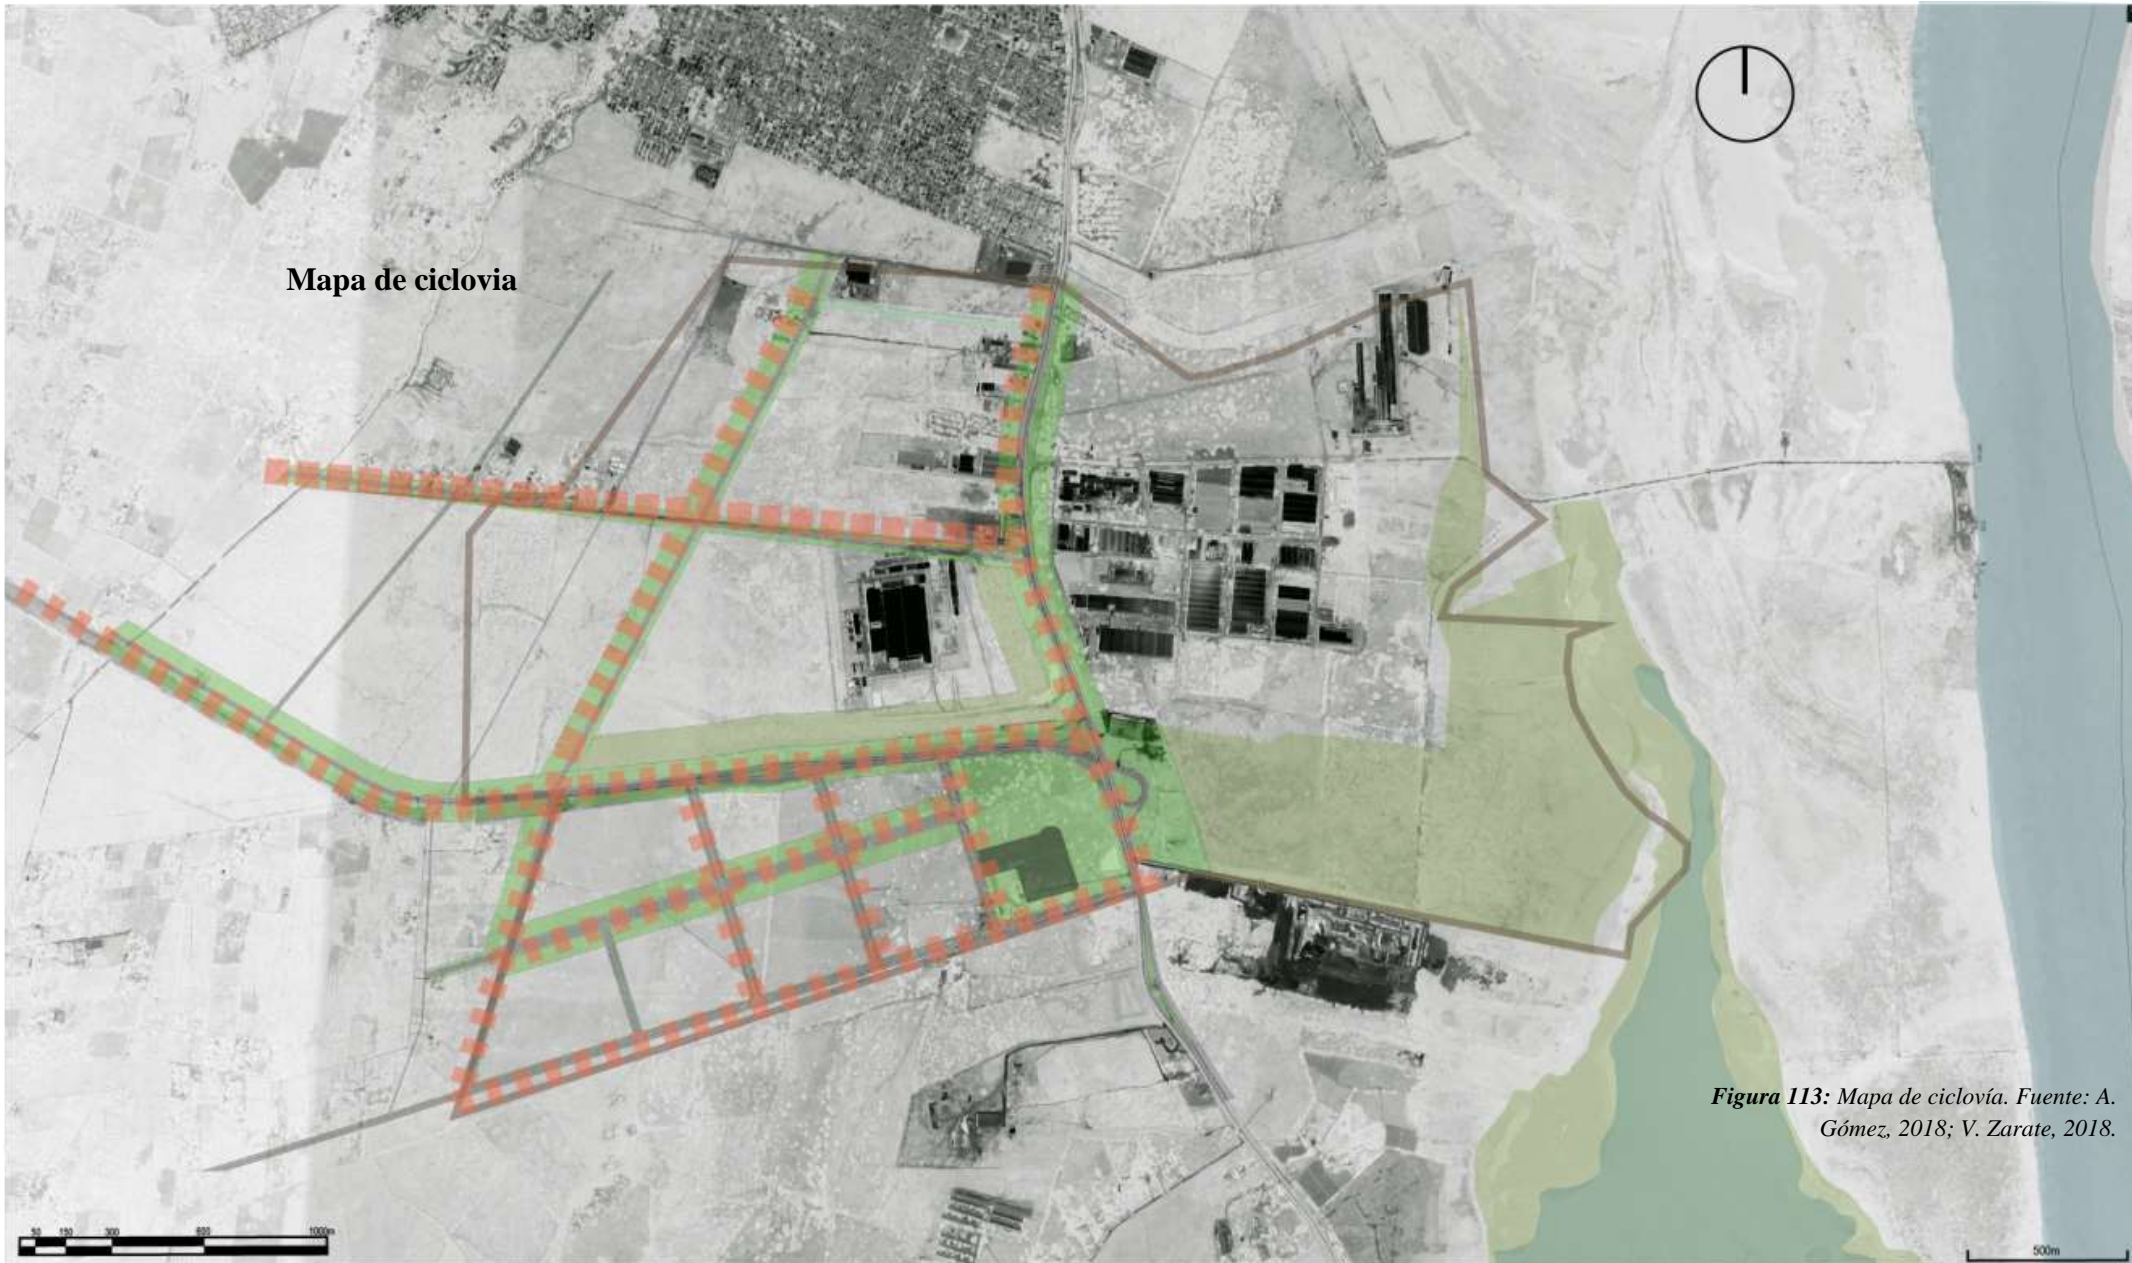 Mapa de ciclovia
Figura 113: Mapa de ciclovía. Fuente: A.
Gómez, 2018; V. Zarate, 2018.
50 150 300 600 1000m
500m